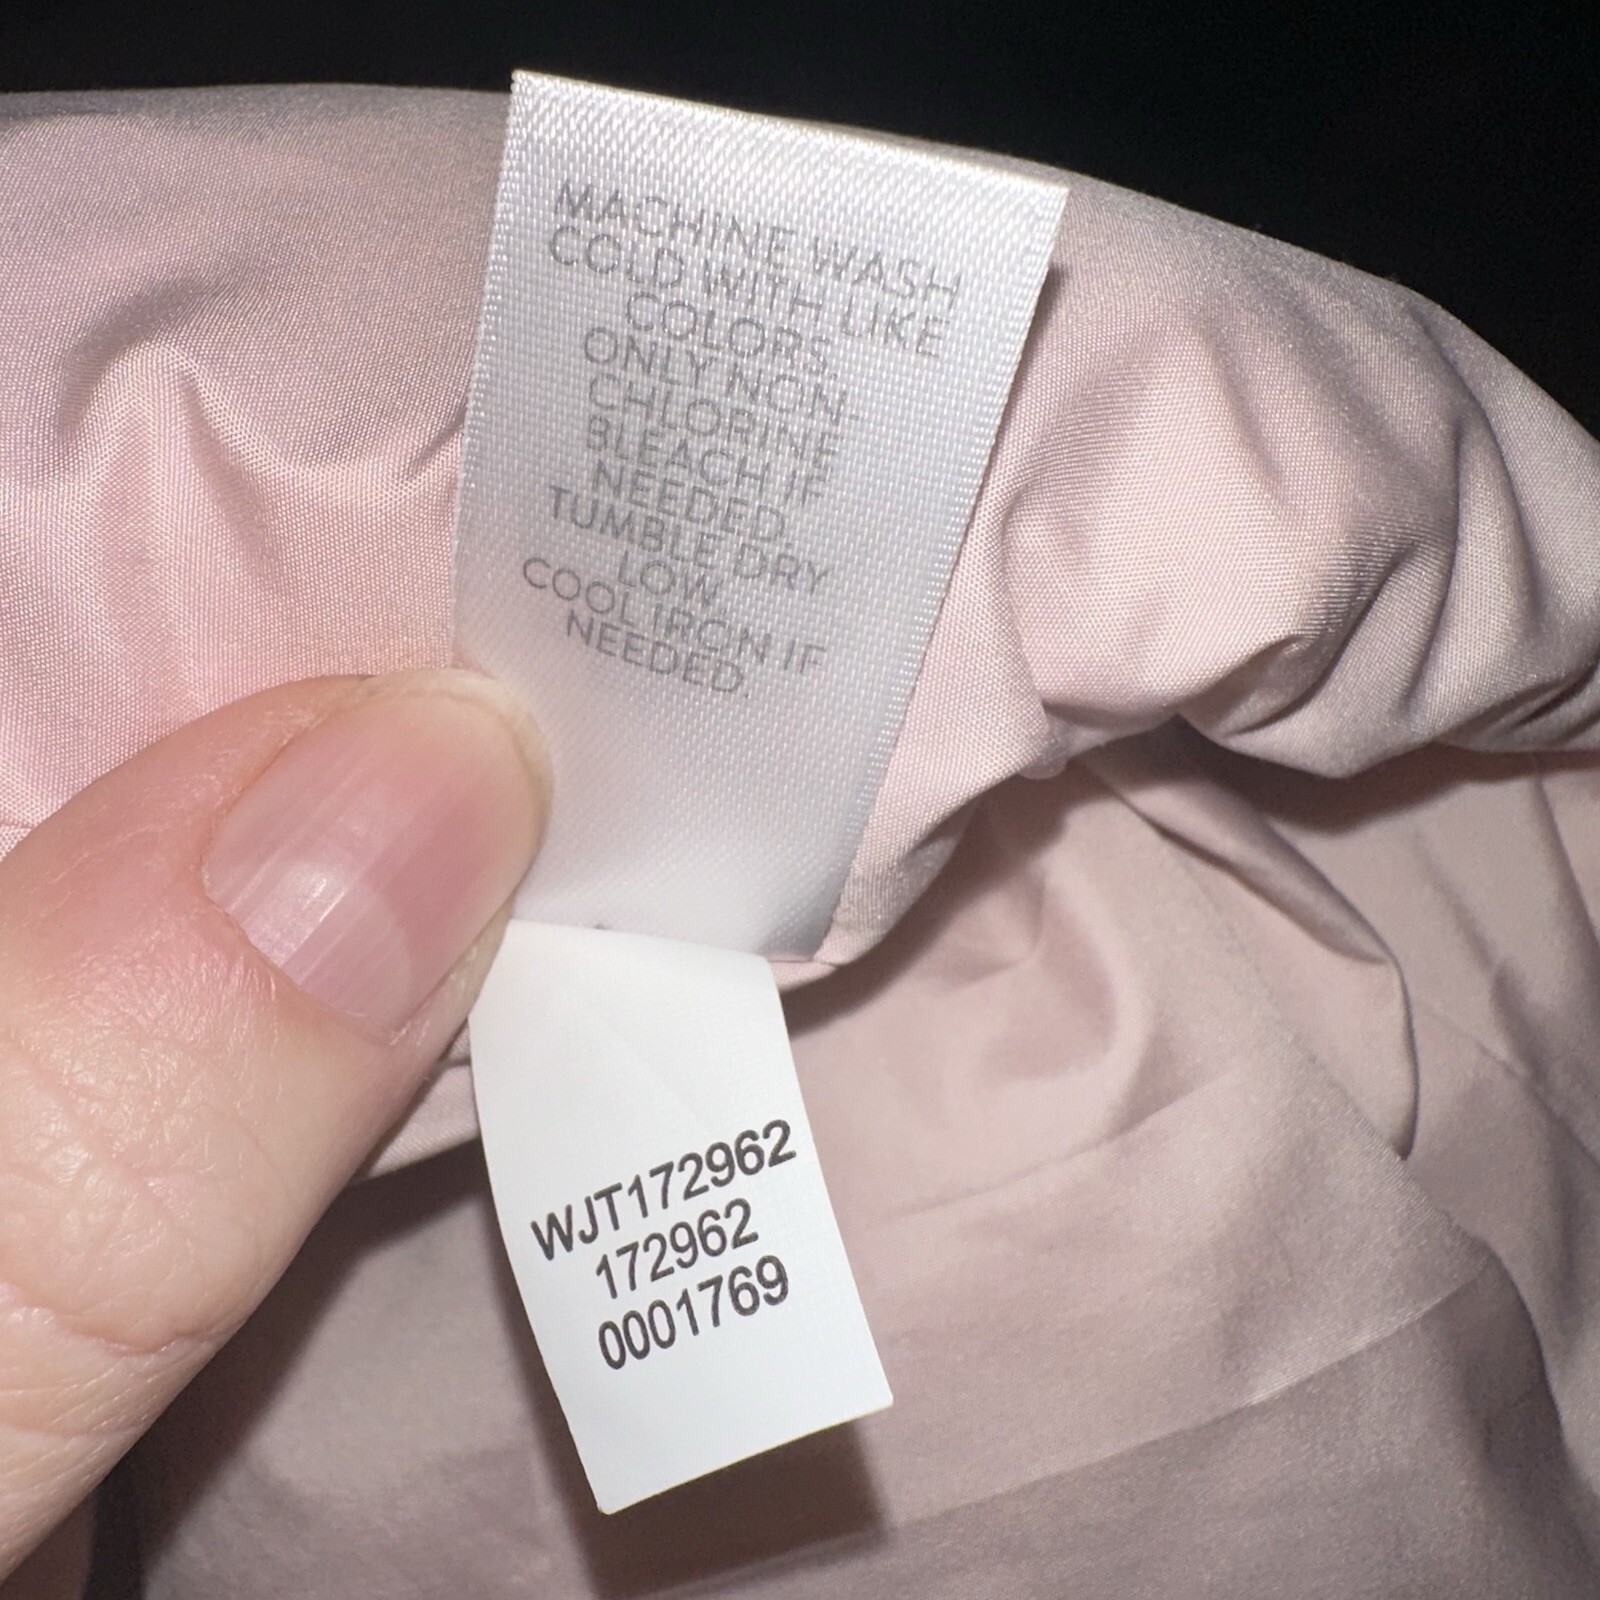 MACHINE WASH
COLD WITH LIKE
COLORS.
ONLY NON-
CHLORINE
BLEACH IF
NEEDED.
TUMBLE DRY
LOW.
COOL IRON IF
NEEDED.
WJT172962
172962
0001769